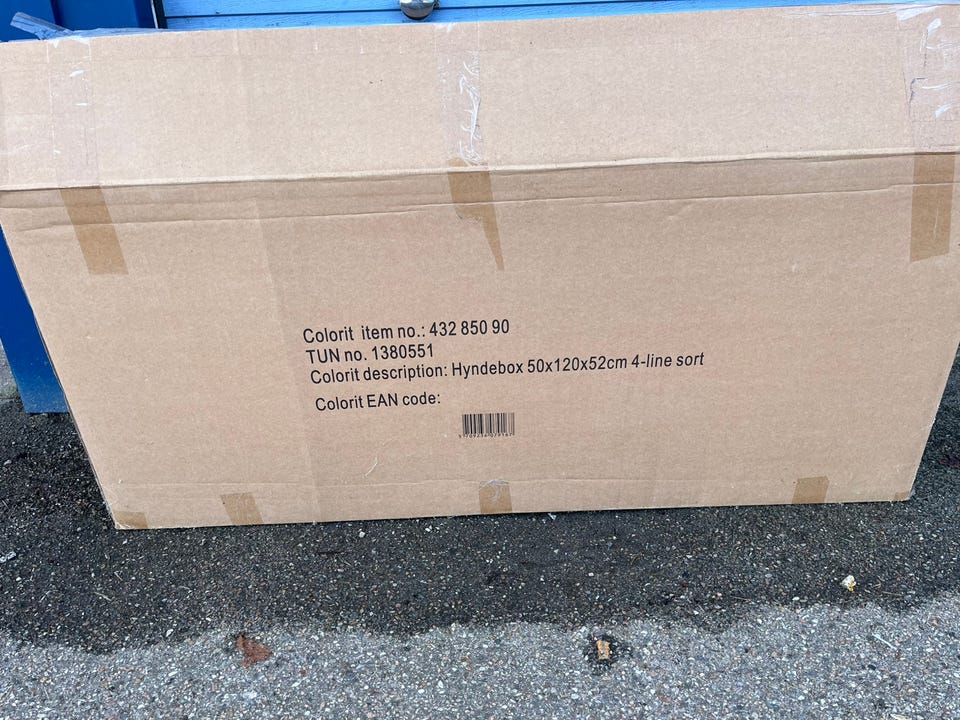 Colorit item no.: 432 850 90
TUN no. 1380551
Colorit description: Hyndebox 50x120x52cm 4-line sort
Colorit EAN code: